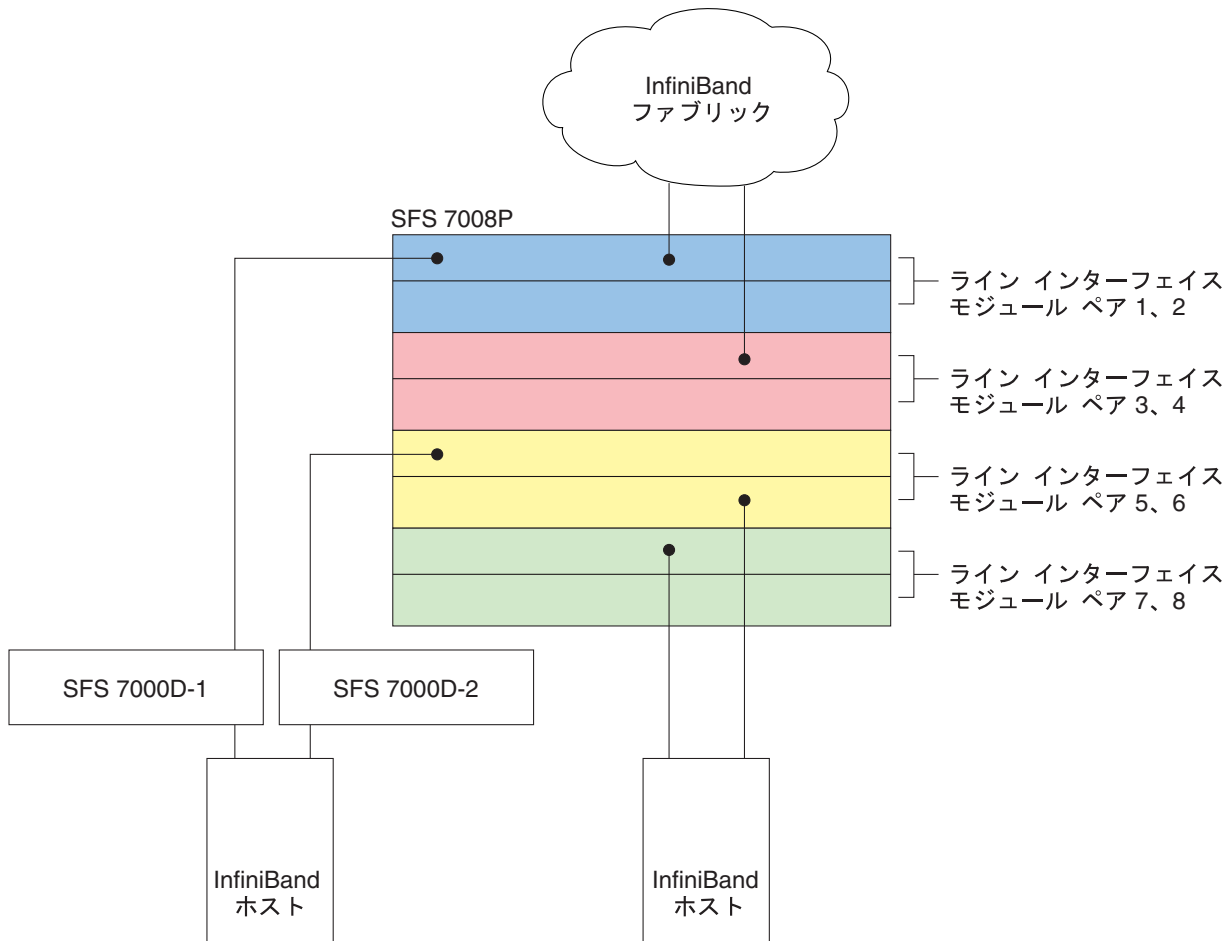 InfiniBand
ファブリック
SFS 7008P
ライン インターフェイス
モジュール ペア 1、2
ライン インターフェイス
モジュール ペア 3、4
ライン インターフェイス
モジュール ペア 5、6
ライン インターフェイス
モジュール ペア 7、8
SFS 7000D-1
SFS 7000D-2
InfiniBand
ホスト
InfiniBand
ホスト